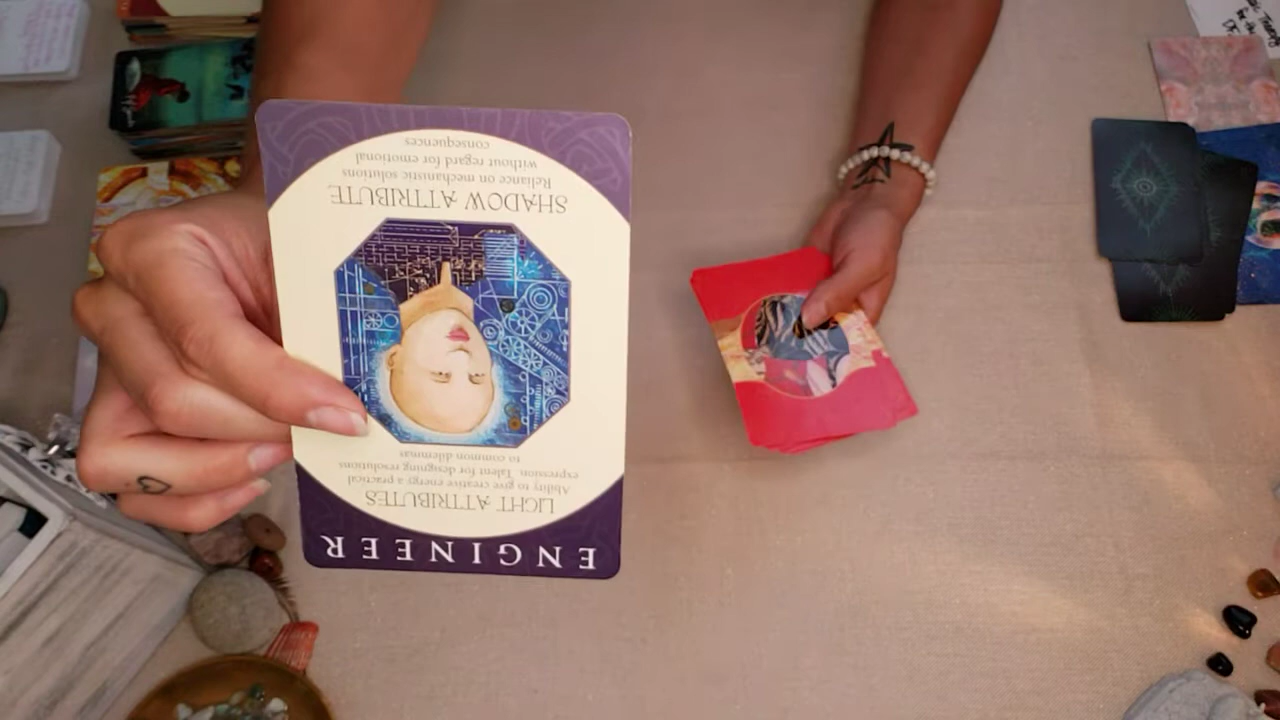 ENGINEER
LIGHT ATTRIBUTES
Ability to give creative energy a practical
expression. Talent for designing resolutions
to common dilemmas
SHADOW ATTRIBUTE
Reliance on mechanistic solutions
without regard for emotional
consequences